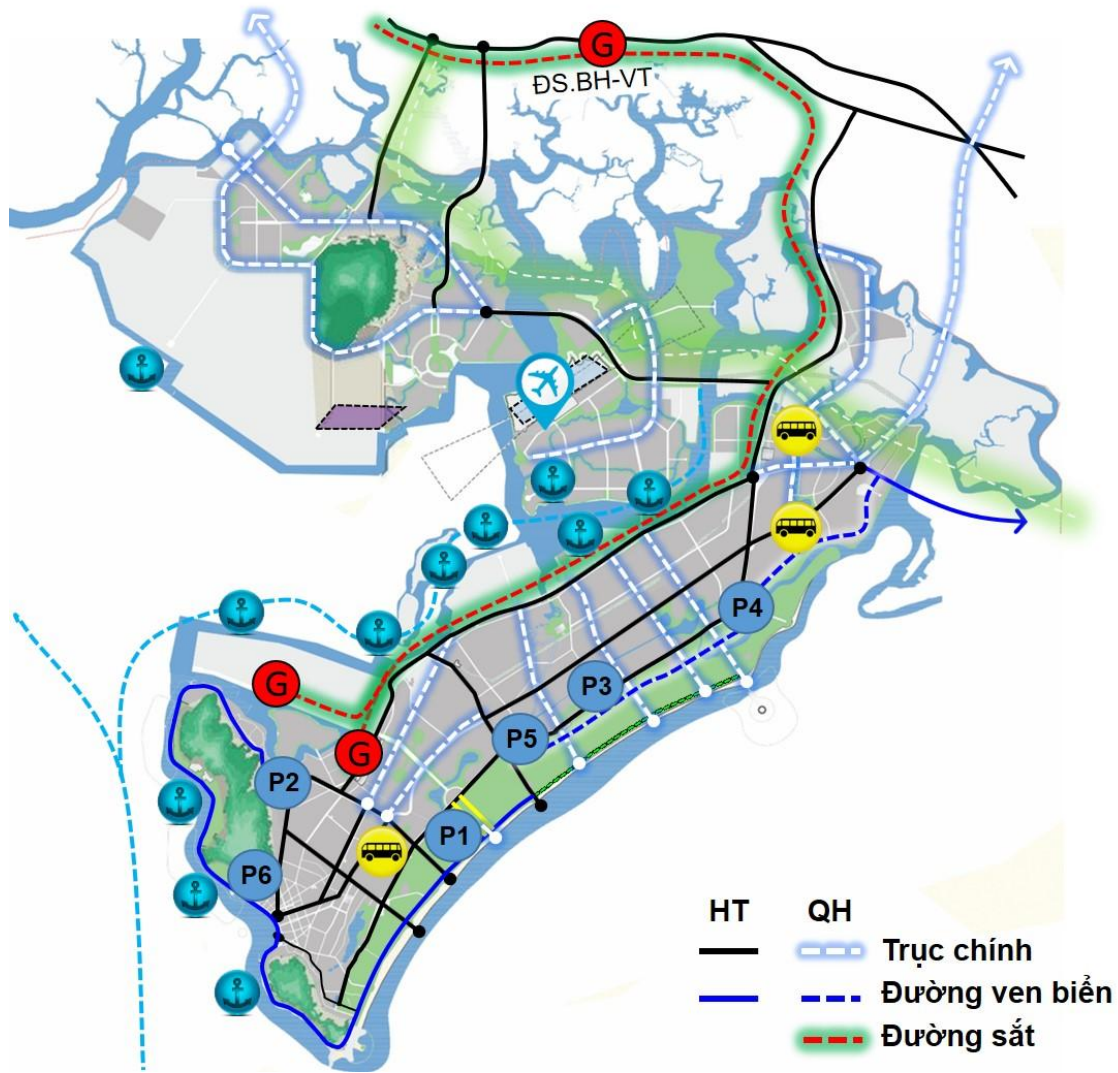 G
ĐS.BH-VT
P4
P3
G
P5
G
P2
P1
P6
HT QH
Trục chính
Đường ven biển
Đường sắt